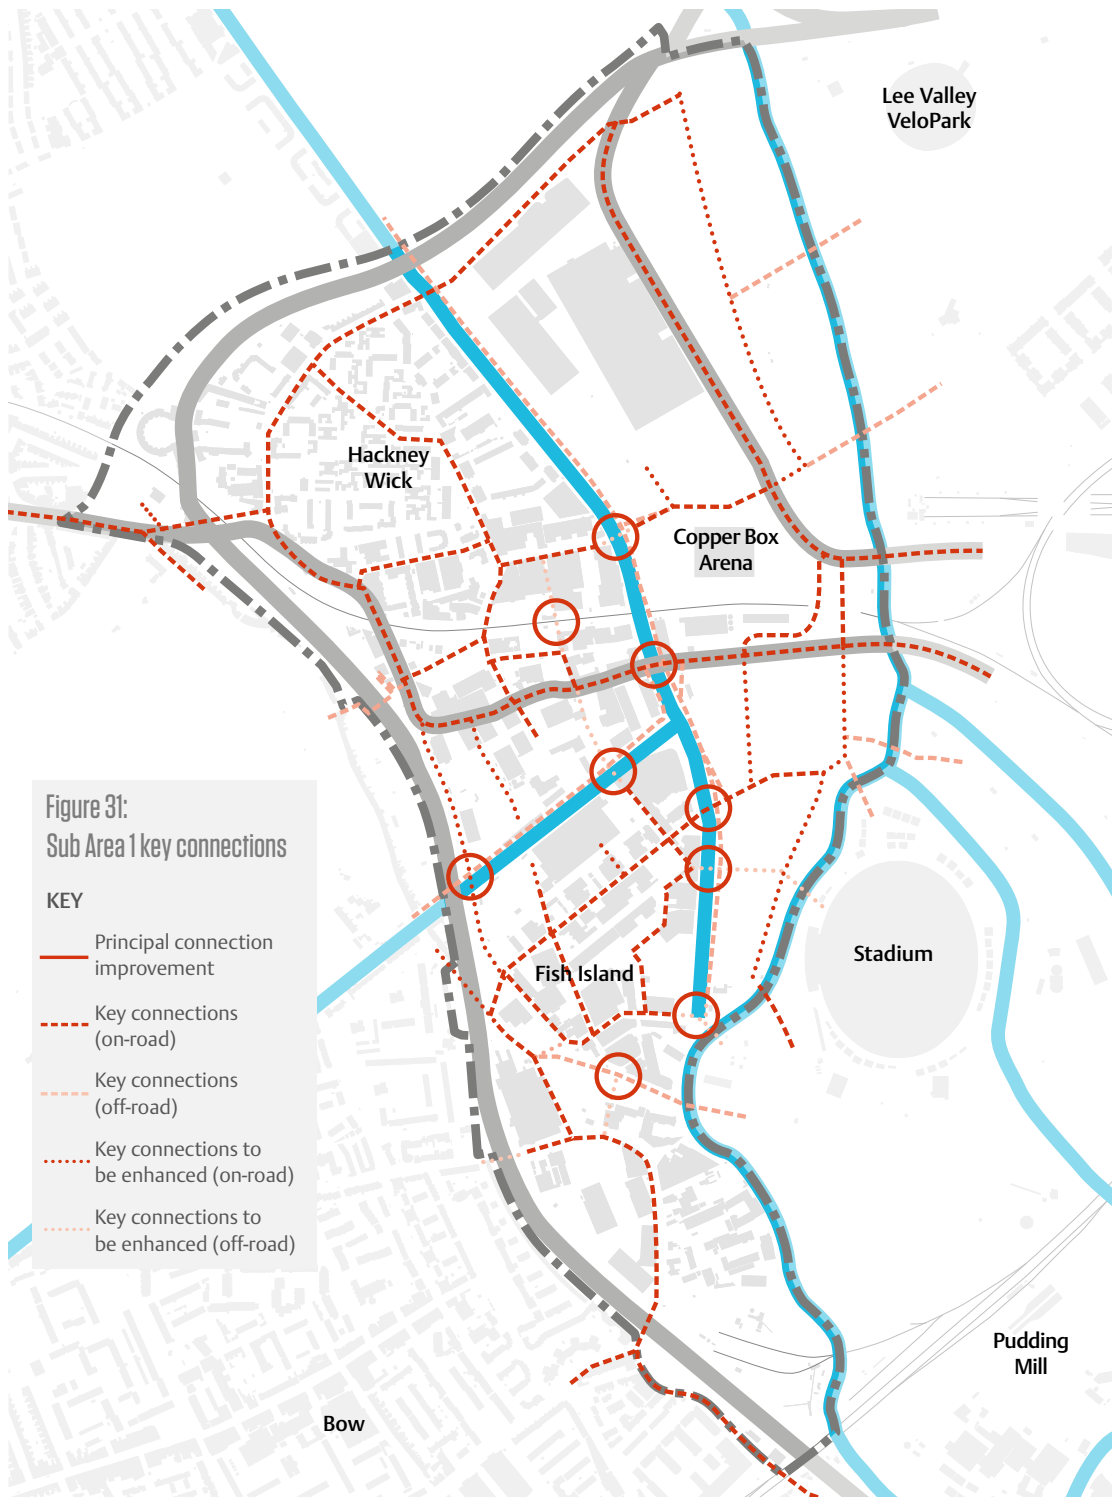 Lee Valley
VeloPark
Hackney
Wick
Copper Box
Arena
Figure 31:
Sub Area 1 key connections
KEY
Principal connection
improvement
Key connections
(on-road)
Key connections
(off-road)
Key connections to
be enhanced (on-road)
Key connections to
be enhanced (off-road)
Stadium
Fish Island
Pudding
Mill
Bow